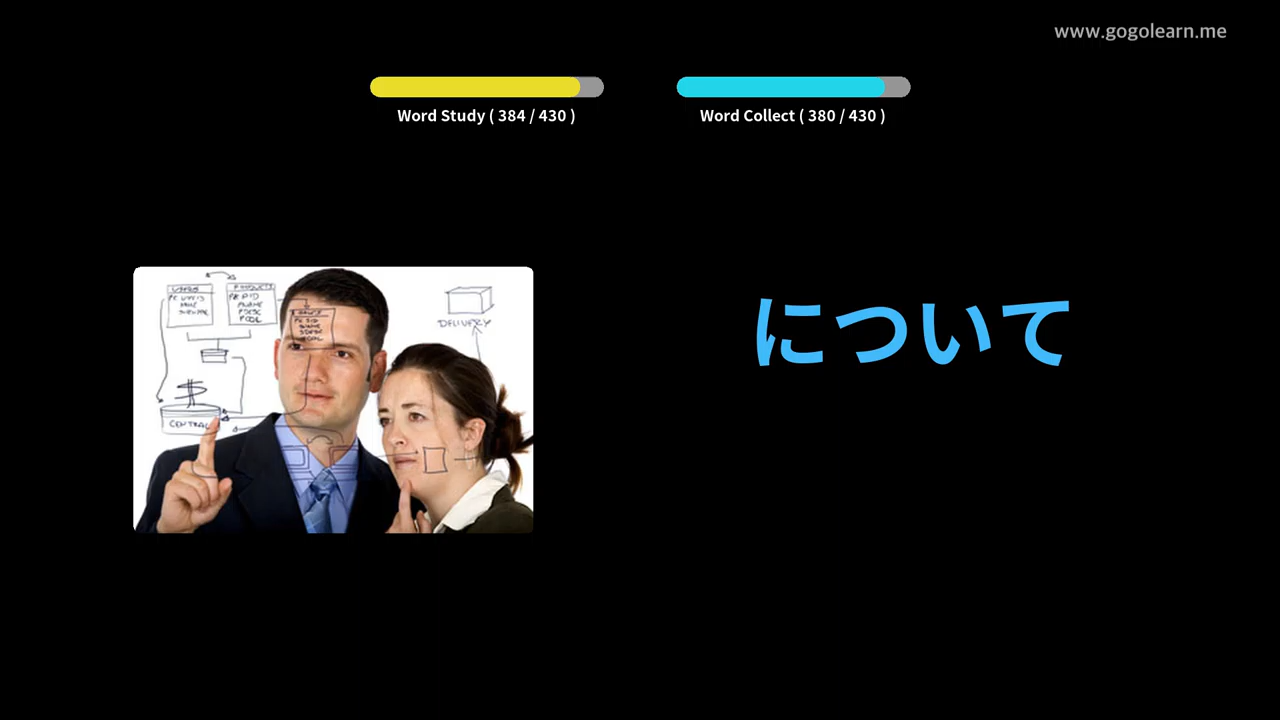 www.gogolearn.me
Word Study ( 384 / 430 )
Word Collect ( 380 / 430 )
について
DELIVERY
CENTRAL